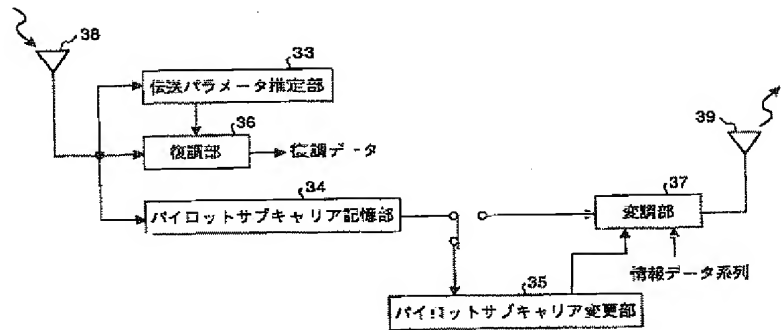 38
33
伝送パラメータ推定部
36
復調部
復調データ
34
パイロットサブキャリア記憶部
35
パイロットサブキャリア変更部
39
37
変調部
情報データ系列